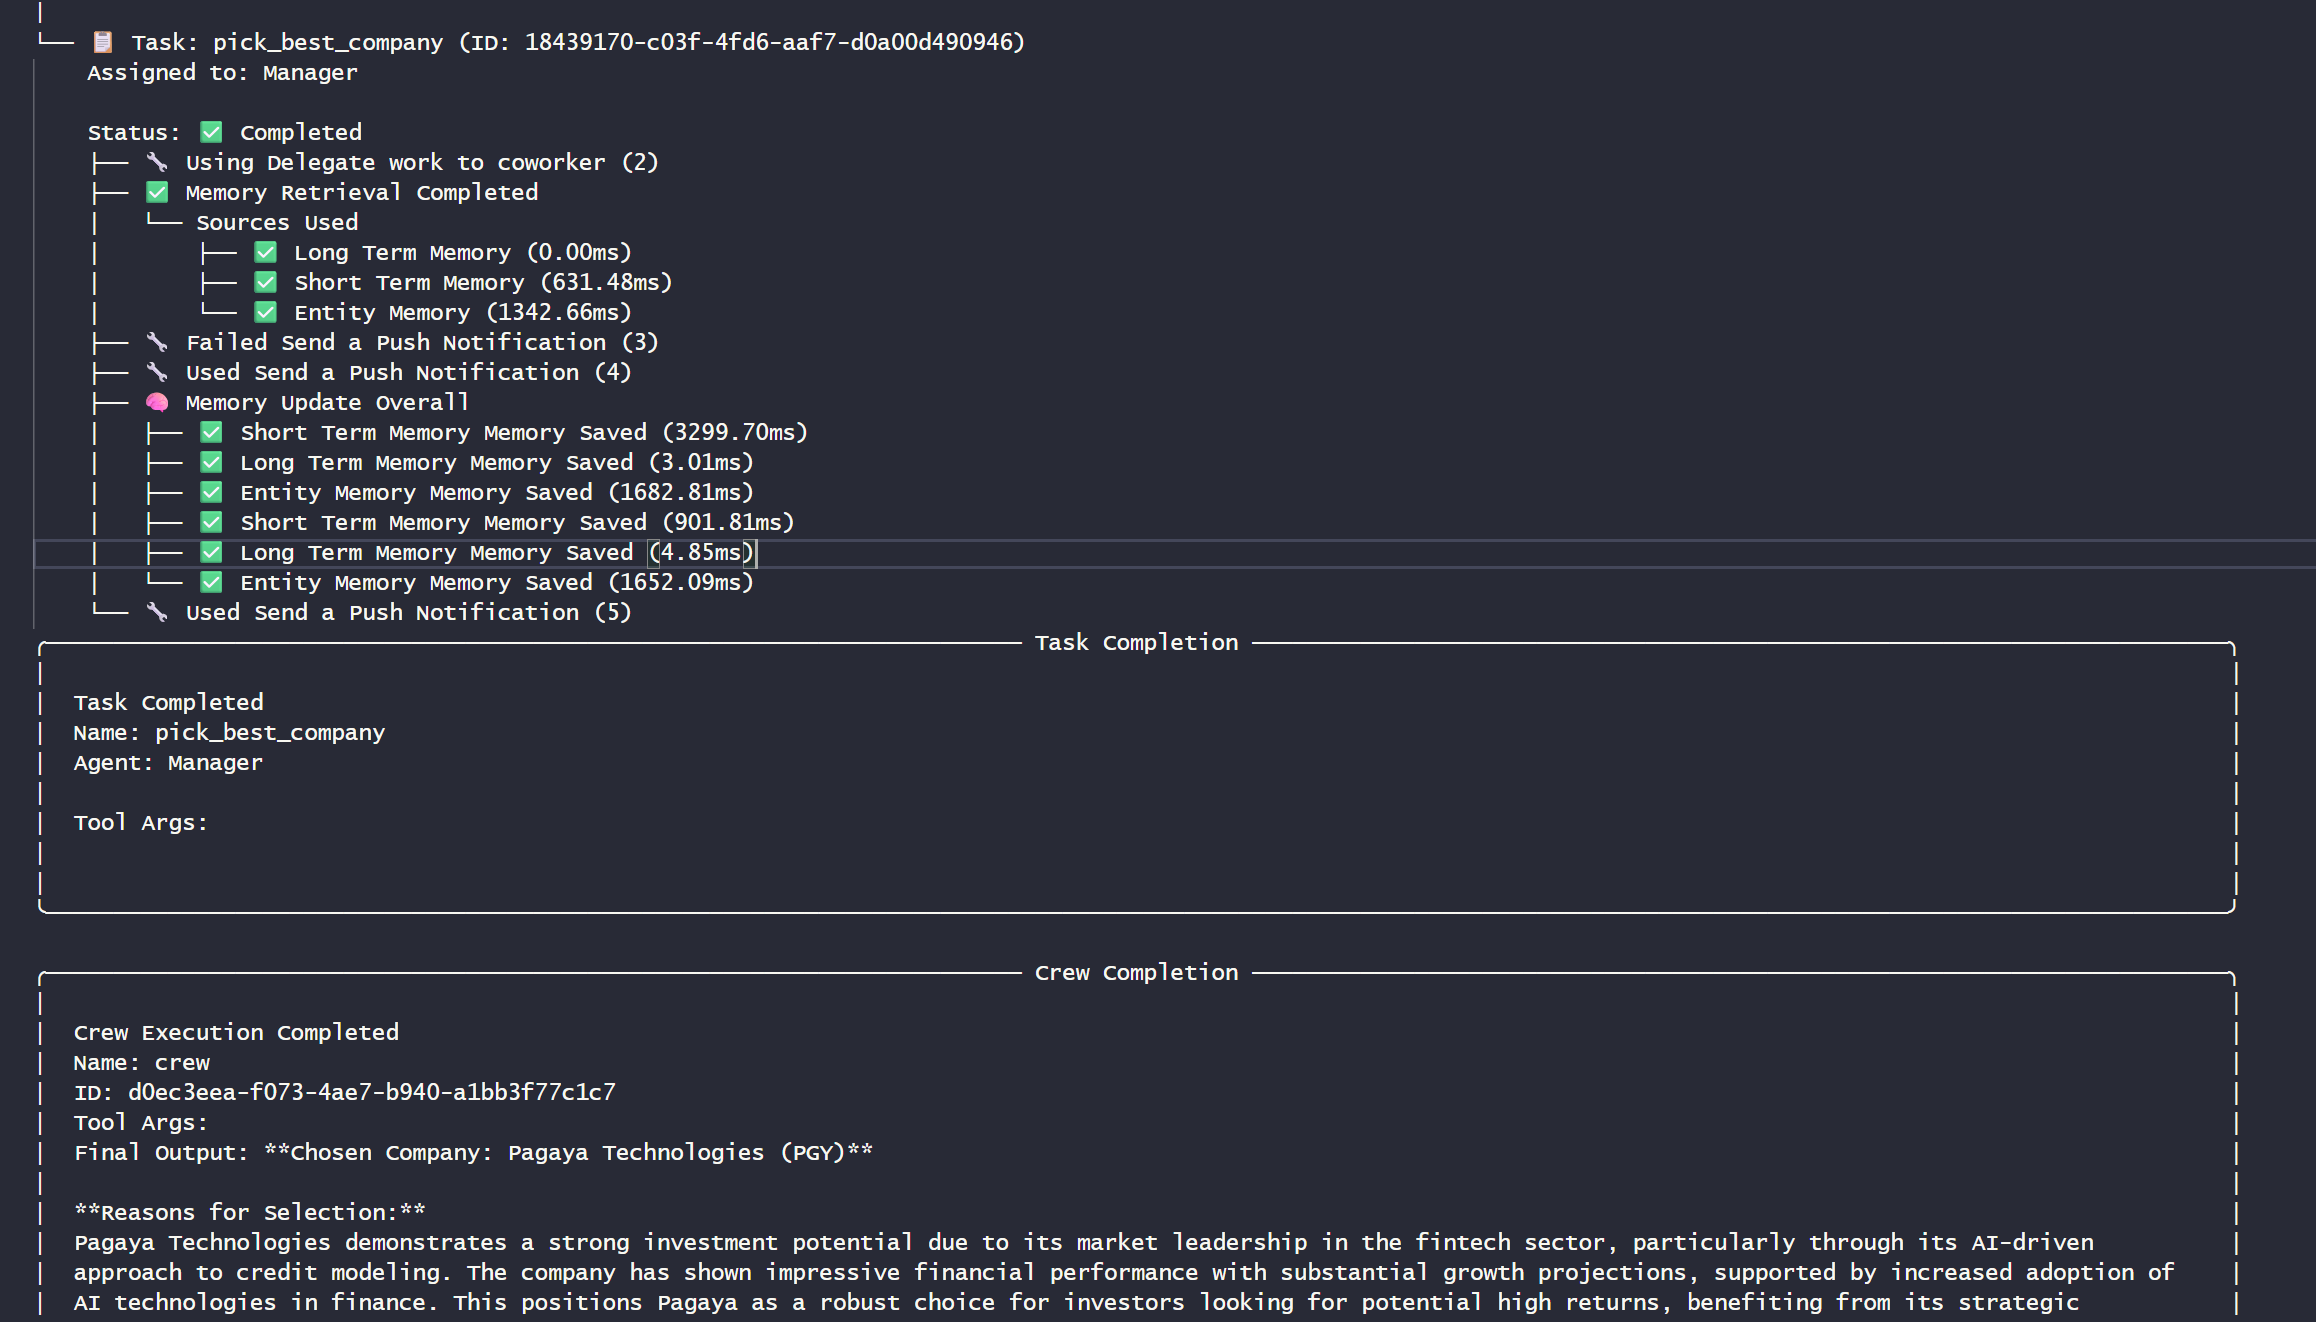 └── 📋 Task: pick_best_company (ID: 18439170-c03f-4fd6-aaf7-d0a00d490946)
Assigned to: Manager
Status: ✅ Completed
├── 🔧 Using Delegate work to coworker (2)
├── ✅ Memory Retrieval Completed
│   └── Sources Used
│       ├── ✅ Long Term Memory (0.00ms)
│       ├── ✅ Short Term Memory (631.48ms)
│       └── ✅ Entity Memory (1342.66ms)
├── 🔧 Failed Send a Push Notification (3)
├── 🔧 Used Send a Push Notification (4)
├── 🧠 Memory Update Overall
│   ├── ✅ Short Term Memory Memory Saved (3299.70ms)
│   ├── ✅ Long Term Memory Memory Saved (3.01ms)
│   ├── ✅ Entity Memory Memory Saved (1682.81ms)
│   ├── ✅ Short Term Memory Memory Saved (901.81ms)
│   ├── ✅ Long Term Memory Memory Saved (4.85ms)
│   └── ✅ Entity Memory Memory Saved (1652.09ms)
└── 🔧 Used Send a Push Notification (5)
Task Completion
Task Completed
Name: pick_best_company
Agent: Manager
Tool Args:
Crew Completion
Crew Execution Completed
Name: crew
ID: d0ec3eea-f073-4ae7-b940-a1bb3f77c1c7
Tool Args:
Final Output: **Chosen Company: Pagaya Technologies (PGY)**
**Reasons for Selection:**
Pagaya Technologies demonstrates a strong investment potential due to its market leadership in the fintech sector, particularly through its AI-driven
approach to credit modeling. The company has shown impressive financial performance with substantial growth projections, supported by increased adoption of
AI technologies in finance. This positions Pagaya as a robust choice for investors looking for potential high returns, benefiting from its strategic